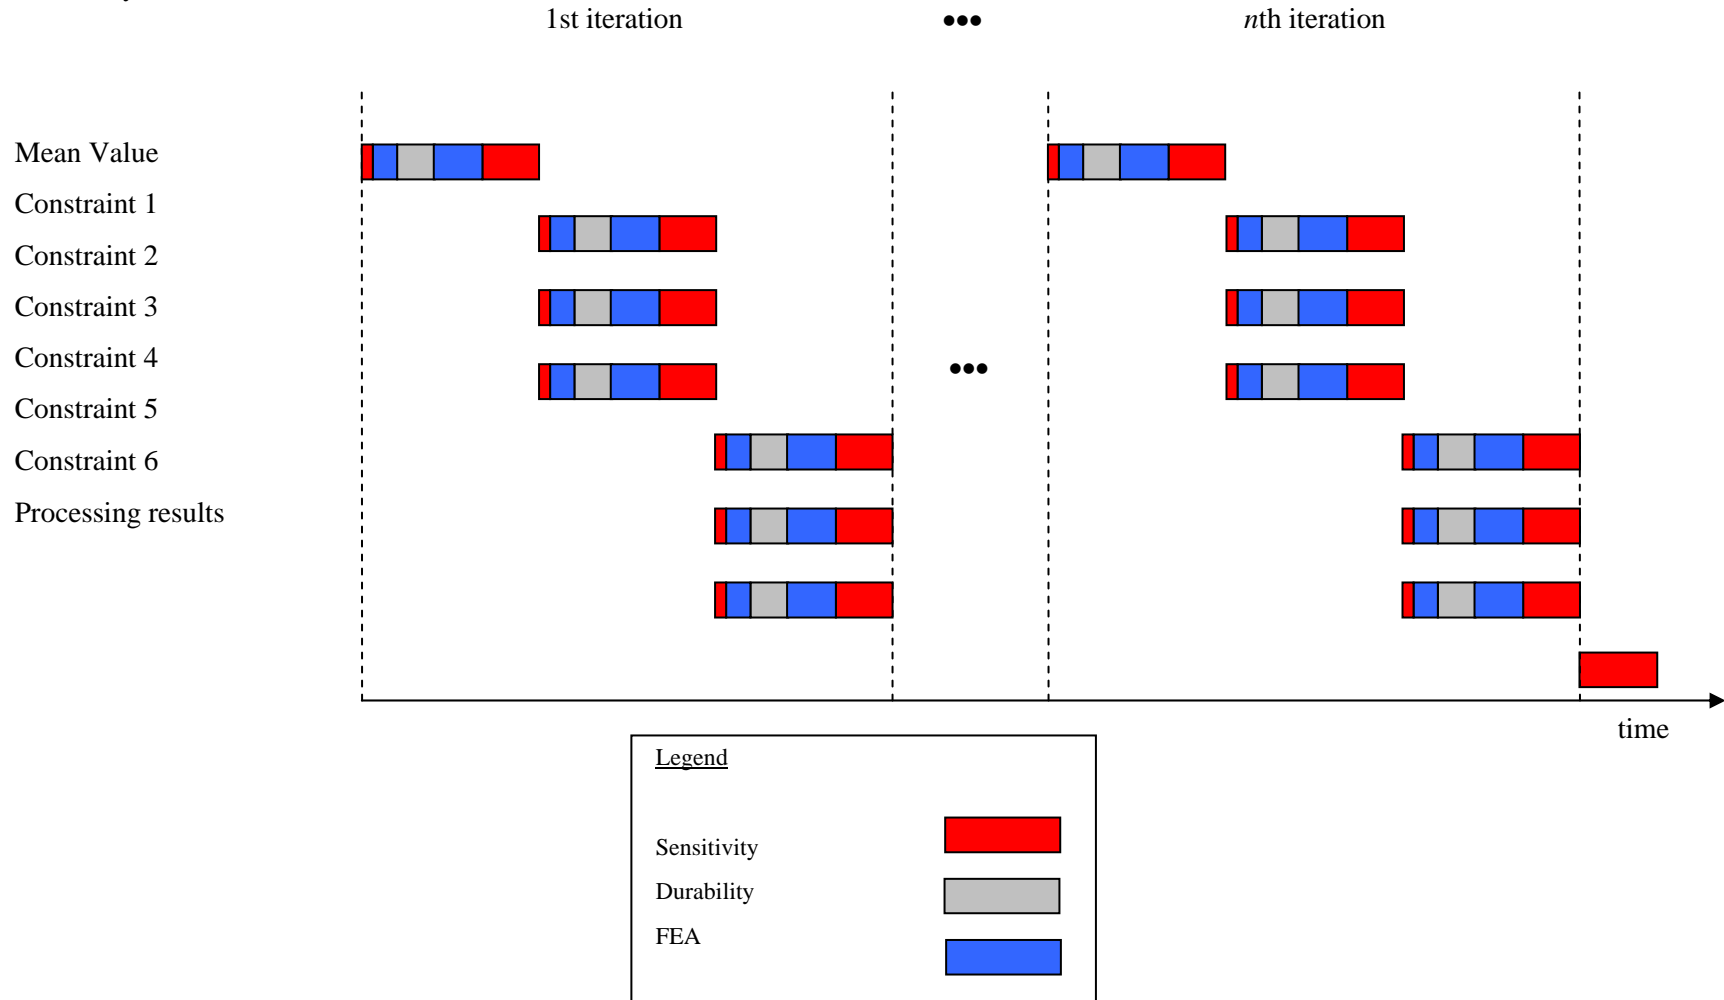 1st iteration ••• nth iteration
Mean Value
Constraint 1
Constraint 2
Constraint 3
Constraint 4
•••
Constraint 5
Constraint 6
Processing results
time
Legend
Sensitivity
Durability
FEA